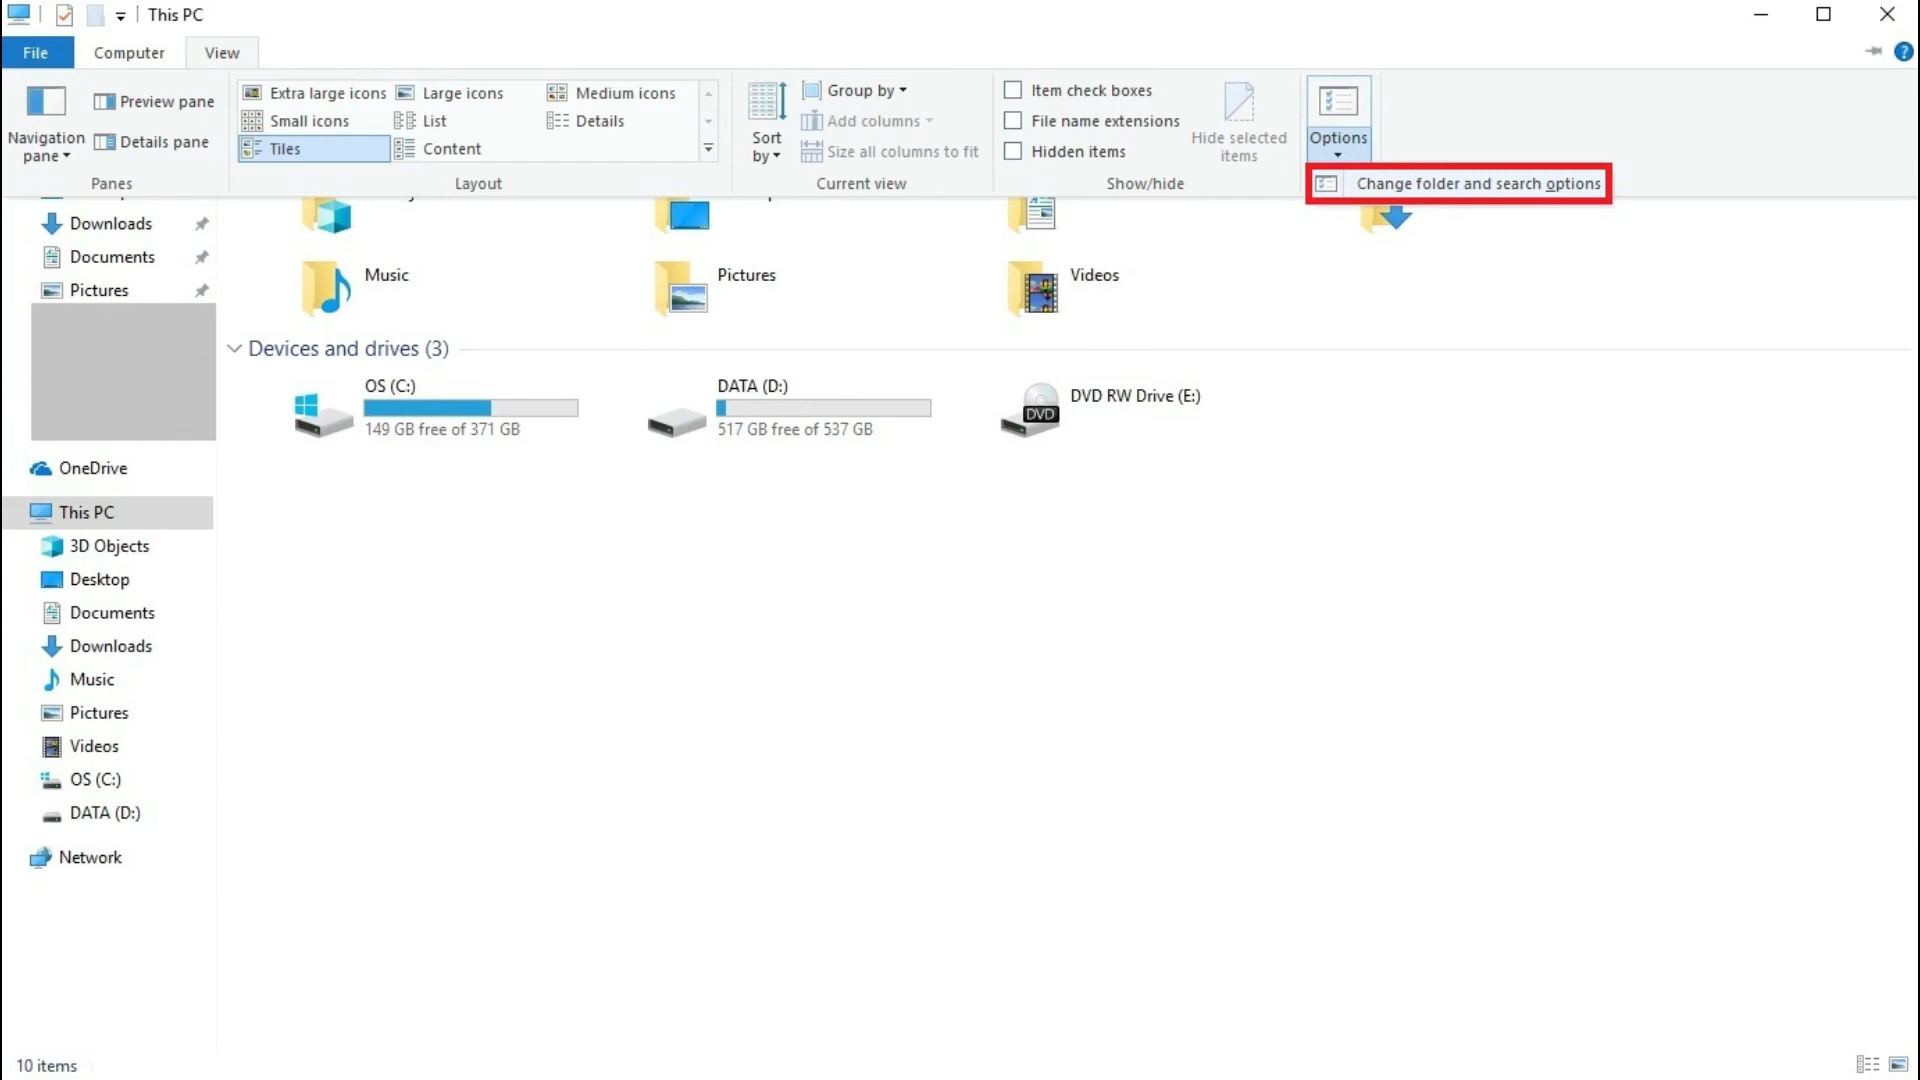 This PC
File
Computer
View
?
Navigation
pane
Preview pane
Details pane
Panes
Extra large icons
Large icons
Medium icons
Small icons
List
Details
Tiles
Content
Layout
Sort
by
Group by
Add columns
Size all columns to fit
Current view
Item check boxes
File name extensions
Hidden items
Hide selected
items
Show/hide
Options
Change folder and search options
Downloads
Documents
Pictures
OneDrive
This PC
3D Objects
Desktop
Documents
Downloads
Music
Pictures
Videos
OS (C:)
DATA (D:)
Network
Music
Pictures
Videos
Devices and drives (3)
OS (C:)
149 GB free of 371 GB
DATA (D:)
517 GB free of 537 GB
DVD
DVD RW Drive (E:)
10 items